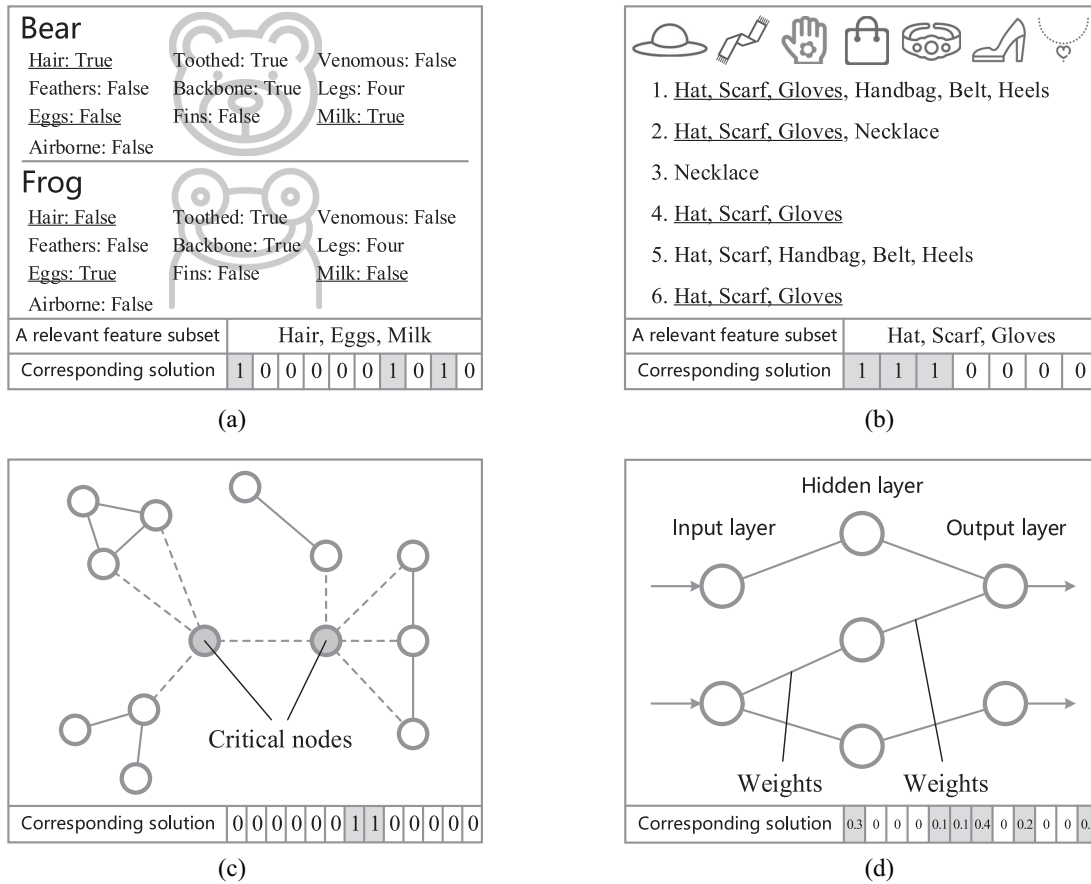 Bear
Hair: True Toothed: True Venomous: False
Feathers: False Backbone: True Legs: Four
Eggs: False Fins: False Milk: True
Airborne: False
Frog
Hair: False Toothed: True Venomous: False
Feathers: False Backbone: True Legs: Four
Eggs: True Fins: False Milk: False
Airborne: False
A relevant feature subset Hair, Eggs, Milk
Corresponding solution 1 0 0 0 0 0 1 0 1 0
(a)
1. Hat, Scarf, Gloves, Handbag, Belt, Heels
2. Hat, Scarf, Gloves, Necklace
3. Necklace
4. Hat, Scarf, Gloves
5. Hat, Scarf, Handbag, Belt, Heels
6. Hat, Scarf, Gloves
A relevant feature subset Hat, Scarf, Gloves
Corresponding solution 1 1 1 0 0 0 0
(b)
Critical nodes
Corresponding solution 0 0 0 0 0 0 1 1 0 0 0 0 0
(c)
Hidden layer
Input layer Output layer
Weights Weights
Corresponding solution 0.3 0 0 0 0.1 0.1 0.4 0 0.2 0 0
(d)